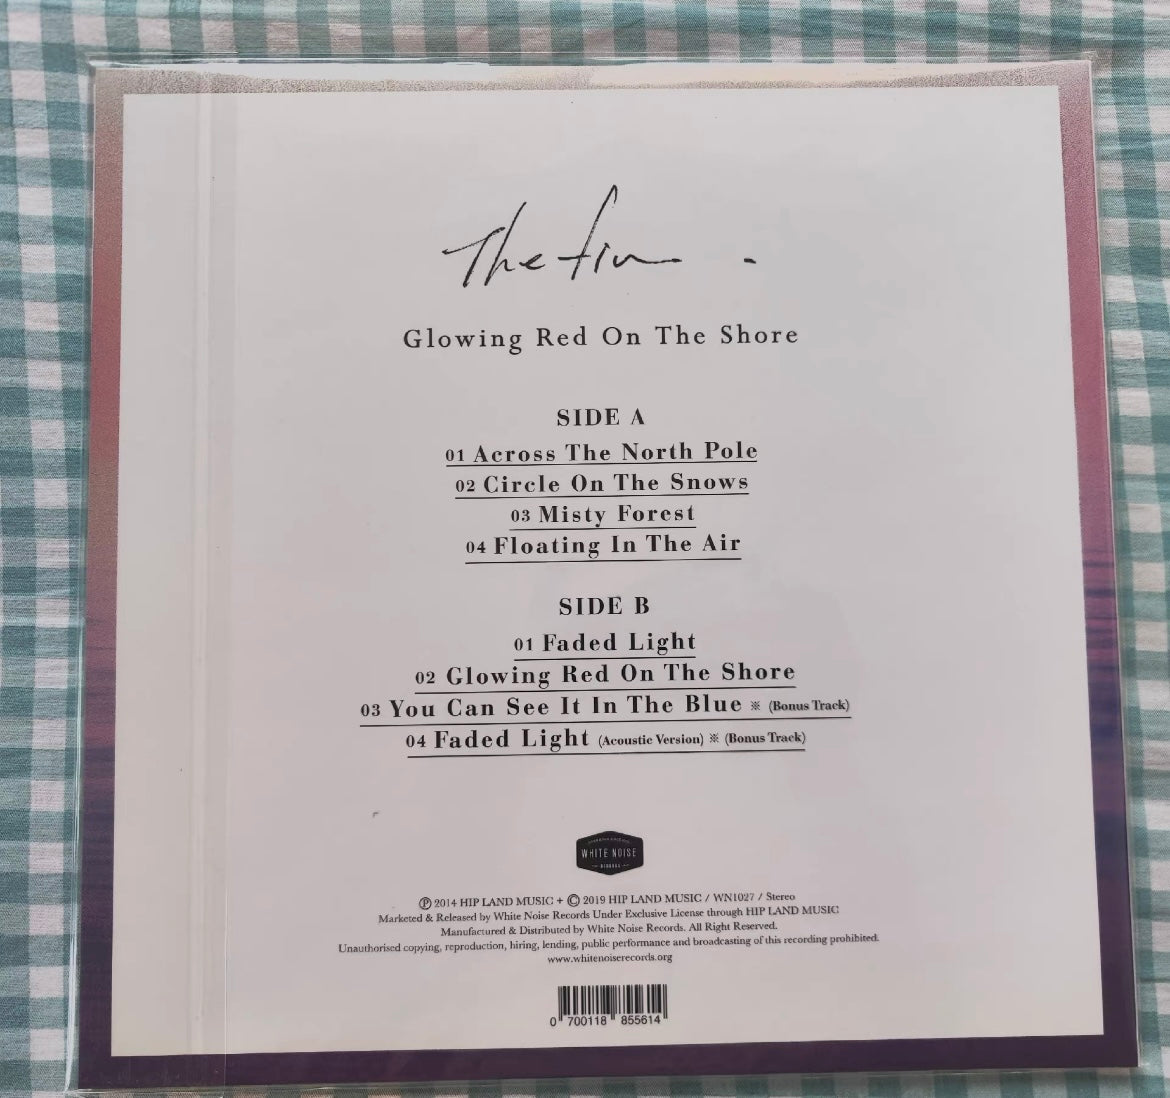 The fin .
Glowing Red On The Shore
SIDE A
01 Across The North Pole
02 Circle On The Snows
03 Misty Forest
04 Floating In The Air
SIDE B
01 Faded Light
02 Glowing Red On The Shore
03 You Can See It In The Blue ※ (Bonus Track)
04 Faded Light (Acoustic Version) ※ (Bonus Track)
WHITE NOISE
RECORDS
℗ 2014 HIP LAND MUSIC + © 2019 HIP LAND MUSIC / WN1027 / Stereo
Marketed & Released by White Noise Records Under Exclusive License through HIP LAND MUSIC
Manufactured & Distributed by White Noise Records. All Right Reserved.
Unauthorised copying, reproduction, hiring, lending, public performance and broadcasting of this recording prohibited.
www.whitenoiserecords.org
0 700118 855614